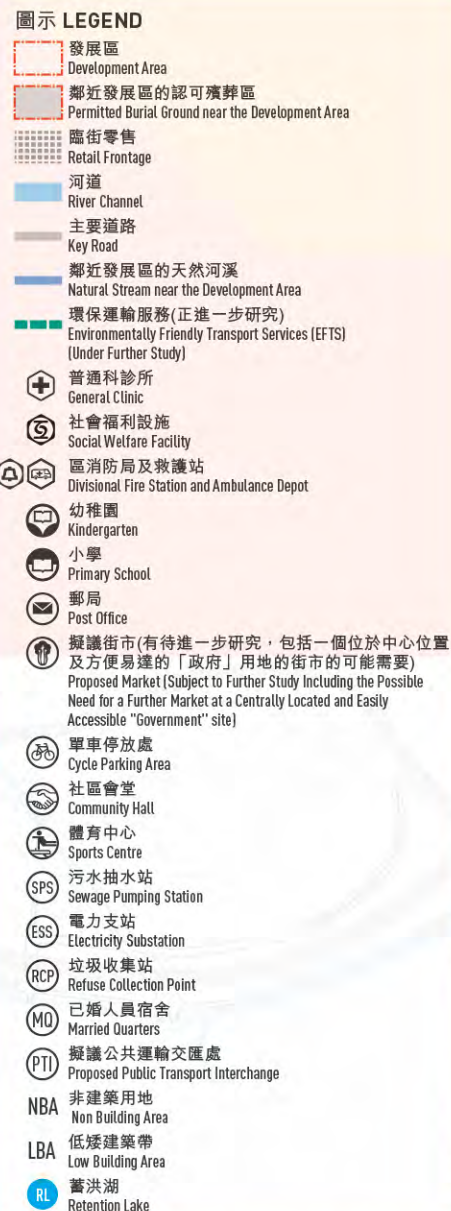 圖示 LEGEND
發展區
Development Area
鄰近發展區的認可殯葬區
Permitted Burial Ground near the Development Area
臨街零售
Retail Frontage
河道
River Channel
主要道路
Key Road
鄰近發展區的天然河溪
Natural Stream near the Development Area
環保運輸服務(正進一步研究)
Environmentally Friendly Transport Services (EFTS)
(Under Further Study)
普通科診所
General Clinic
社會福利設施
Social Welfare Facility
區消防局及救護站
Divisional Fire Station and Ambulance Depot
幼稚園
Kindergarten
小學
Primary School
郵局
Post Office
擬議街市(有待進一步研究，包括一個位於中心位置
及方便易達的「政府」用地的街市的可能需要)
Proposed Market (Subject to Further Study Including the Possible
Need for a Further Market at a Centrally Located and Easily
Accessible "Government" site)
單車停放處
Cycle Parking Area
社區會堂
Community Hall
體育中心
Sports Centre
SPS 污水抽水站
Sewage Pumping Station
ESS 電力支站
Electricity Substation
RCP 垃圾收集站
Refuse Collection Point
MQ 已婚人員宿舍
Married Quarters
PTI 擬議公共運輸交匯處
Proposed Public Transport Interchange
NBA 非建築用地
Non Building Area
LBA 低矮建築帶
Low Building Area
RL 蓄洪湖
Retention Lake